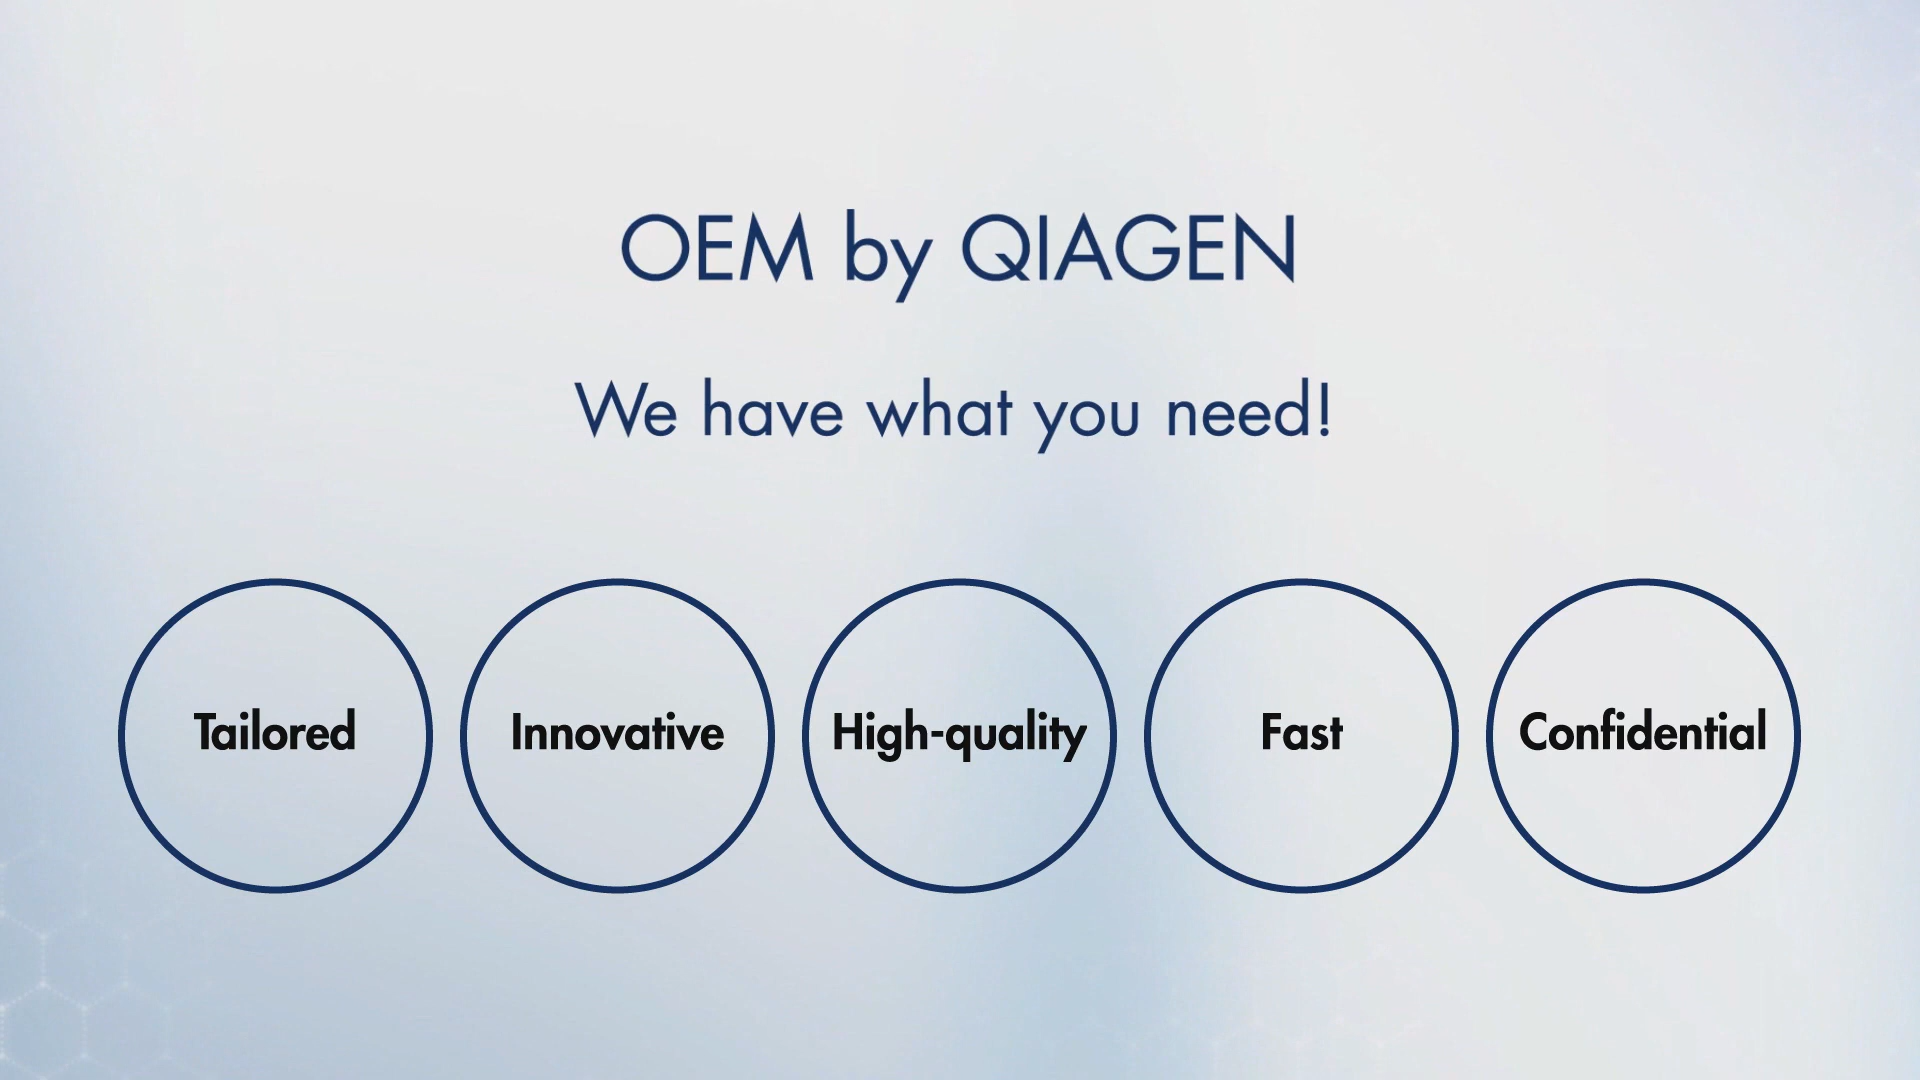 OEM by QIAGEN
We have what you need!
Tailored
Innovative
High-quality
Fast
Confidential